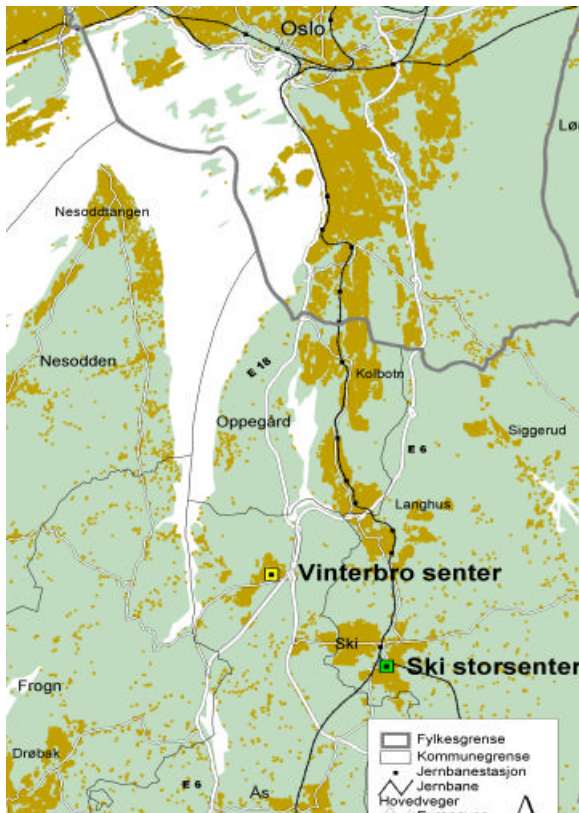 Oslo
Lø
Nesoddtangen
Nesodden
E 18
Kolbotn
Oppegård
Siggerud
E 6
Langhus
Vinterbro senter
Ski
Ski storsenter
Frogn
Drøbak
E 6
Ås
Fylkesgrense
Kommunegrense
Jernbanestasjon
Jernbane
Hovedveger